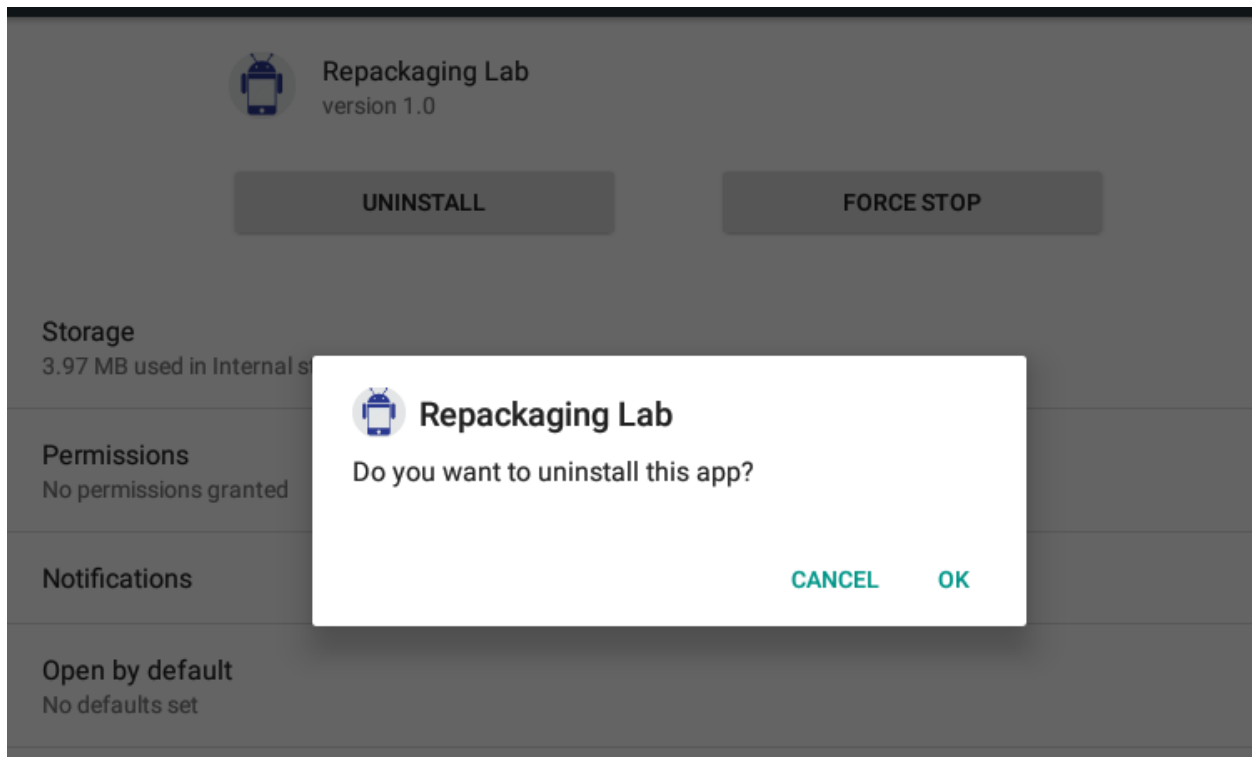 Repackaging Lab
version 1.0
UNINSTALL
FORCE STOP
Storage
3.97 MB used in Internal
Permissions
No permissions granted
Notifications
Open by default
No defaults set
Repackaging Lab
Do you want to uninstall this app?
CANCEL
OK